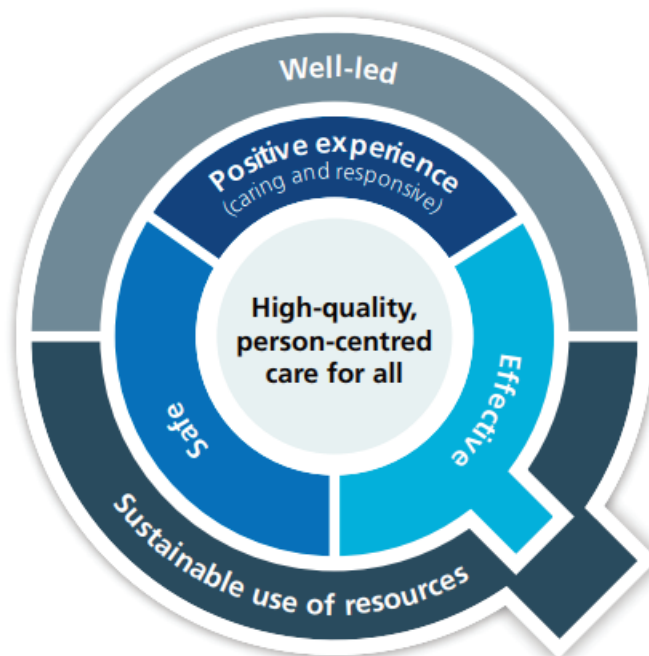 Well-led
Positive experience
(caring and responsive)
High-quality,
person-centred
care for all
Safe
Effective
Sustainable use of resources